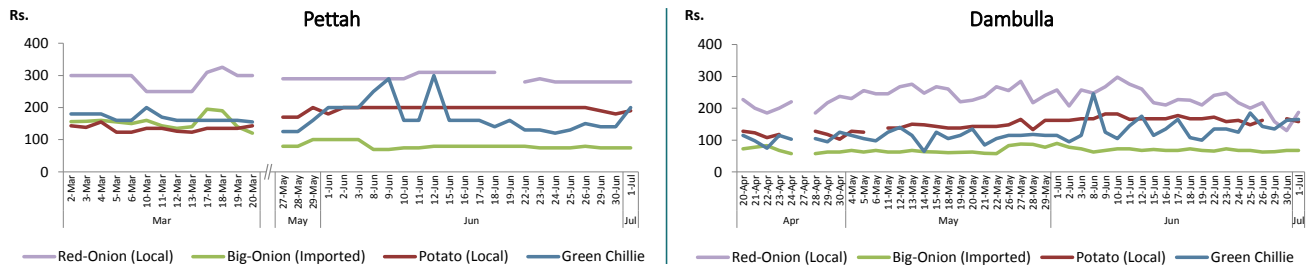 Rs.
Pettah
400
300
200
100
0
2-Mar 3-Mar 4-Mar 5-Mar 6-Mar 10-Mar 11-Mar 12-Mar 13-Mar 17-Mar 18-Mar 19-Mar 20-Mar // 27-May 28-May 29-May 1-Jun 2-Jun 3-Jun 8-Jun 9-Jun 10-Jun 11-Jun 12-Jun 15-Jun 16-Jun 17-Jun 18-Jun 22-Jun 23-Jun 24-Jun 25-Jun 26-Jun 29-Jun 30-Jun 1-Jul
Mar May Jun Jul
Red-Onion (Local) Big-Onion (Imported) Potato (Local) Green Chillie
Rs.
Dambulla
400
300
200
100
0
20-Apr 21-Apr 22-Apr 23-Apr 24-Apr 28-Apr 29-Apr 30-Apr 4-May 5-May 6-May 11-May 12-May 13-May 14-May 15-May 18-May 19-May 20-May 21-May 22-May 26-May 27-May 28-May 29-May 1-Jun 2-Jun 3-Jun 8-Jun 9-Jun 10-Jun 11-Jun 12-Jun 15-Jun 16-Jun 17-Jun 18-Jun 19-Jun 22-Jun 23-Jun 24-Jun 25-Jun 26-Jun 29-Jun 30-Jun 1-Jul
Apr May Jun Jul
Red-Onion (Local) Big-Onion (Imported) Potato (Local) Green Chillie